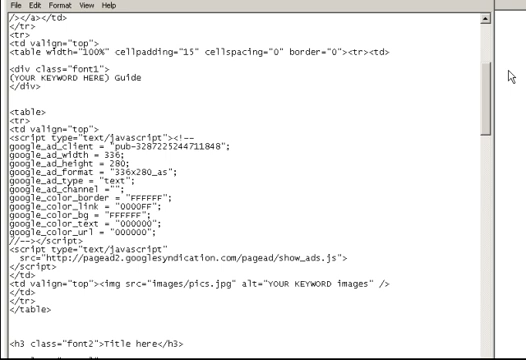 File Edit Format View Help
/></a></td>
</tr>
<tr>
<td valign="top">
<table width="100%" cellpadding="15" cellspacing="0" border="0"><tr><td>
<div class="font1">
(YOUR KEYWORD HERE) Guide
</div>
<table>
<tr>
<td valign="top">
<script type="text/javascript"><!--
google_ad_client = "pub-3287225244711848";
google_ad_width = 336;
google_ad_height = 280;
google_ad_format = "336x280_as";
google_ad_type = "text";
google_ad_channel ="";
google_color_border = "FFFFFF";
google_color_link = "0000FF";
google_color_bg = "FFFFFF";
google_color_text = "000000";
google_color_url = "000000";
//--></script>
<script type="text/javascript"
src="http://pagead2.googlesyndication.com/pagead/show_ads.js">
</script>
</td>
<td valign="top"><img src="images/pics.jpg" alt="YOUR KEYWORD images" />
</td>
</tr>
</table>
<h3 class="font2">Title here</h3>